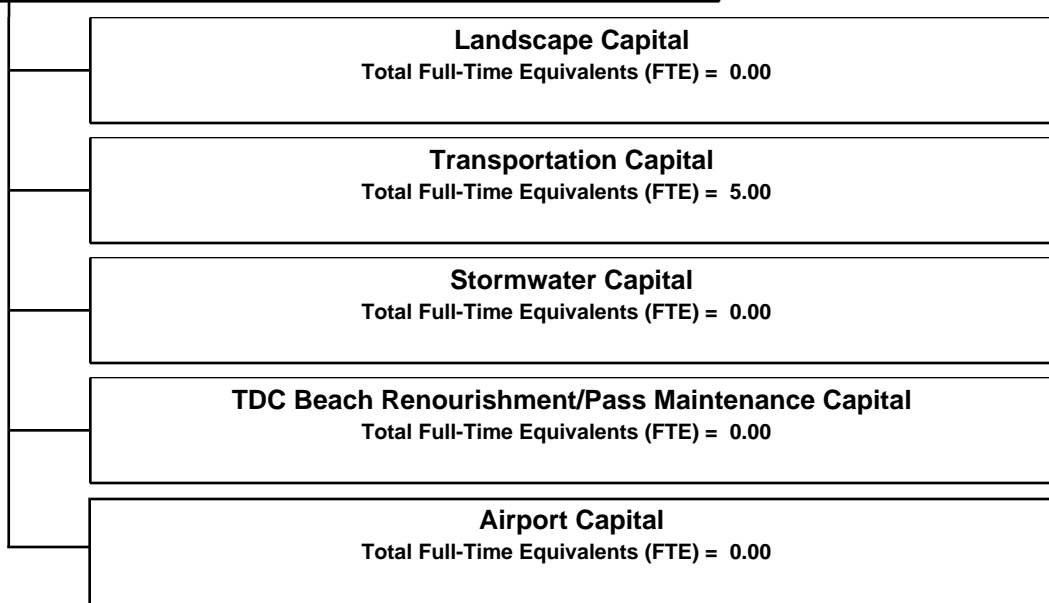 Landscape Capital
Total Full-Time Equivalents (FTE) = 0.00
Transportation Capital
Total Full-Time Equivalents (FTE) = 5.00
Stormwater Capital
Total Full-Time Equivalents (FTE) = 0.00
TDC Beach Renourishment/Pass Maintenance Capital
Total Full-Time Equivalents (FTE) = 0.00
Airport Capital
Total Full-Time Equivalents (FTE) = 0.00